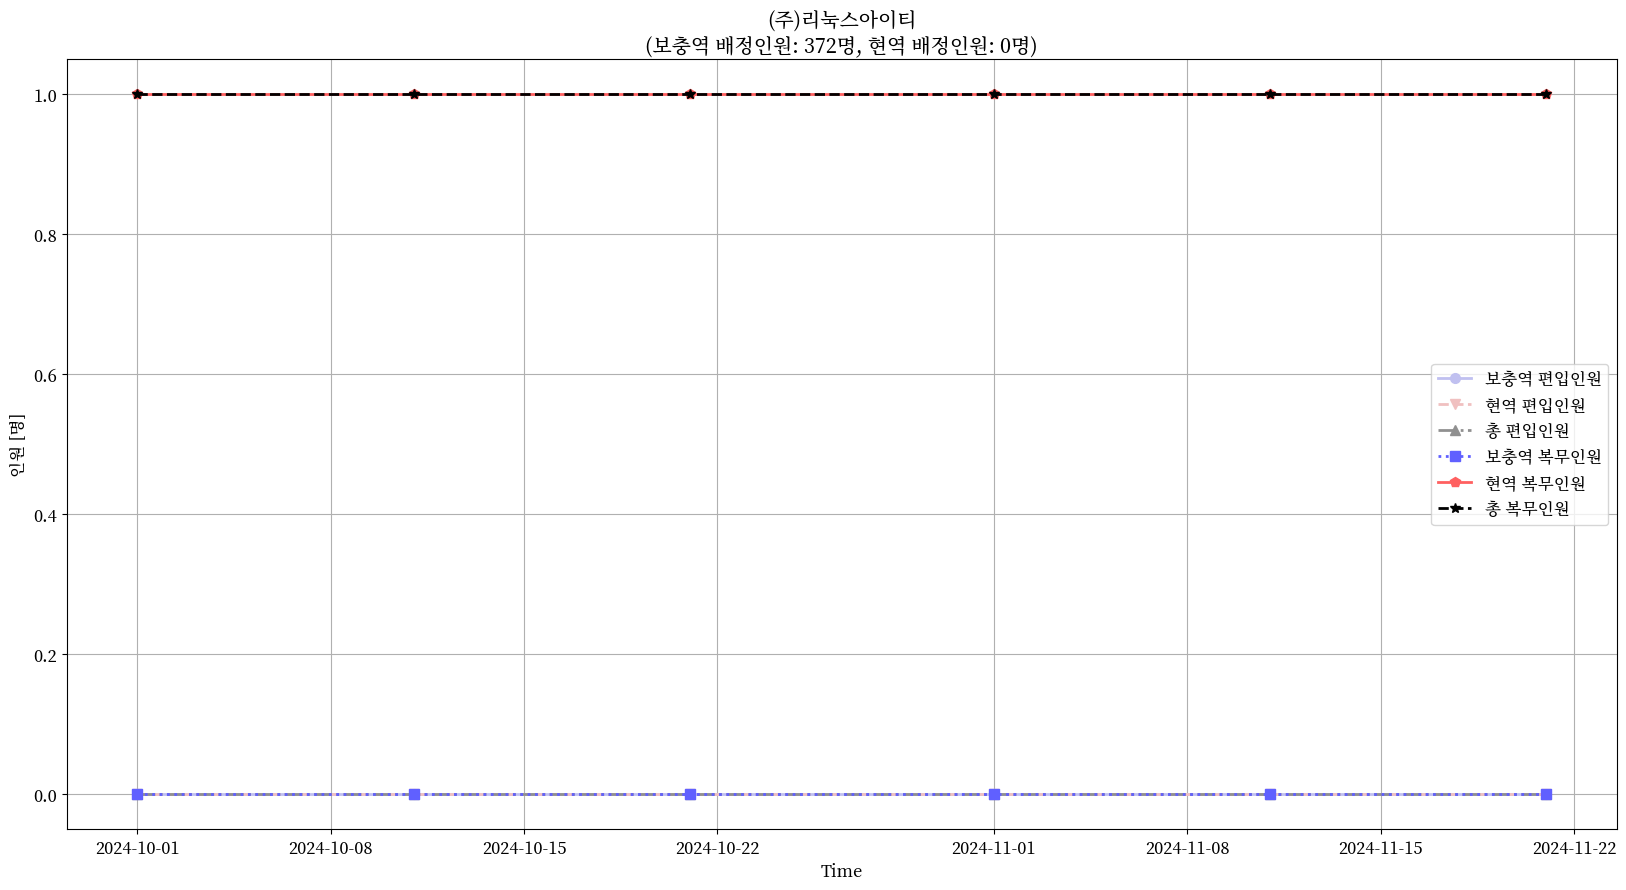 (주)리눅스아이티
(보충역 배정인원: 372명, 현역 배정인원: 0명)
인원 [명]
1.0
0.8
0.6
0.4
0.2
0.0
보충역 편입인원
현역 편입인원
총 편입인원
보충역 복무인원
현역 복무인원
총 복무인원
2024-10-01 2024-10-08 2024-10-15 2024-10-22 2024-11-01 2024-11-08 2024-11-15 2024-11-22
Time